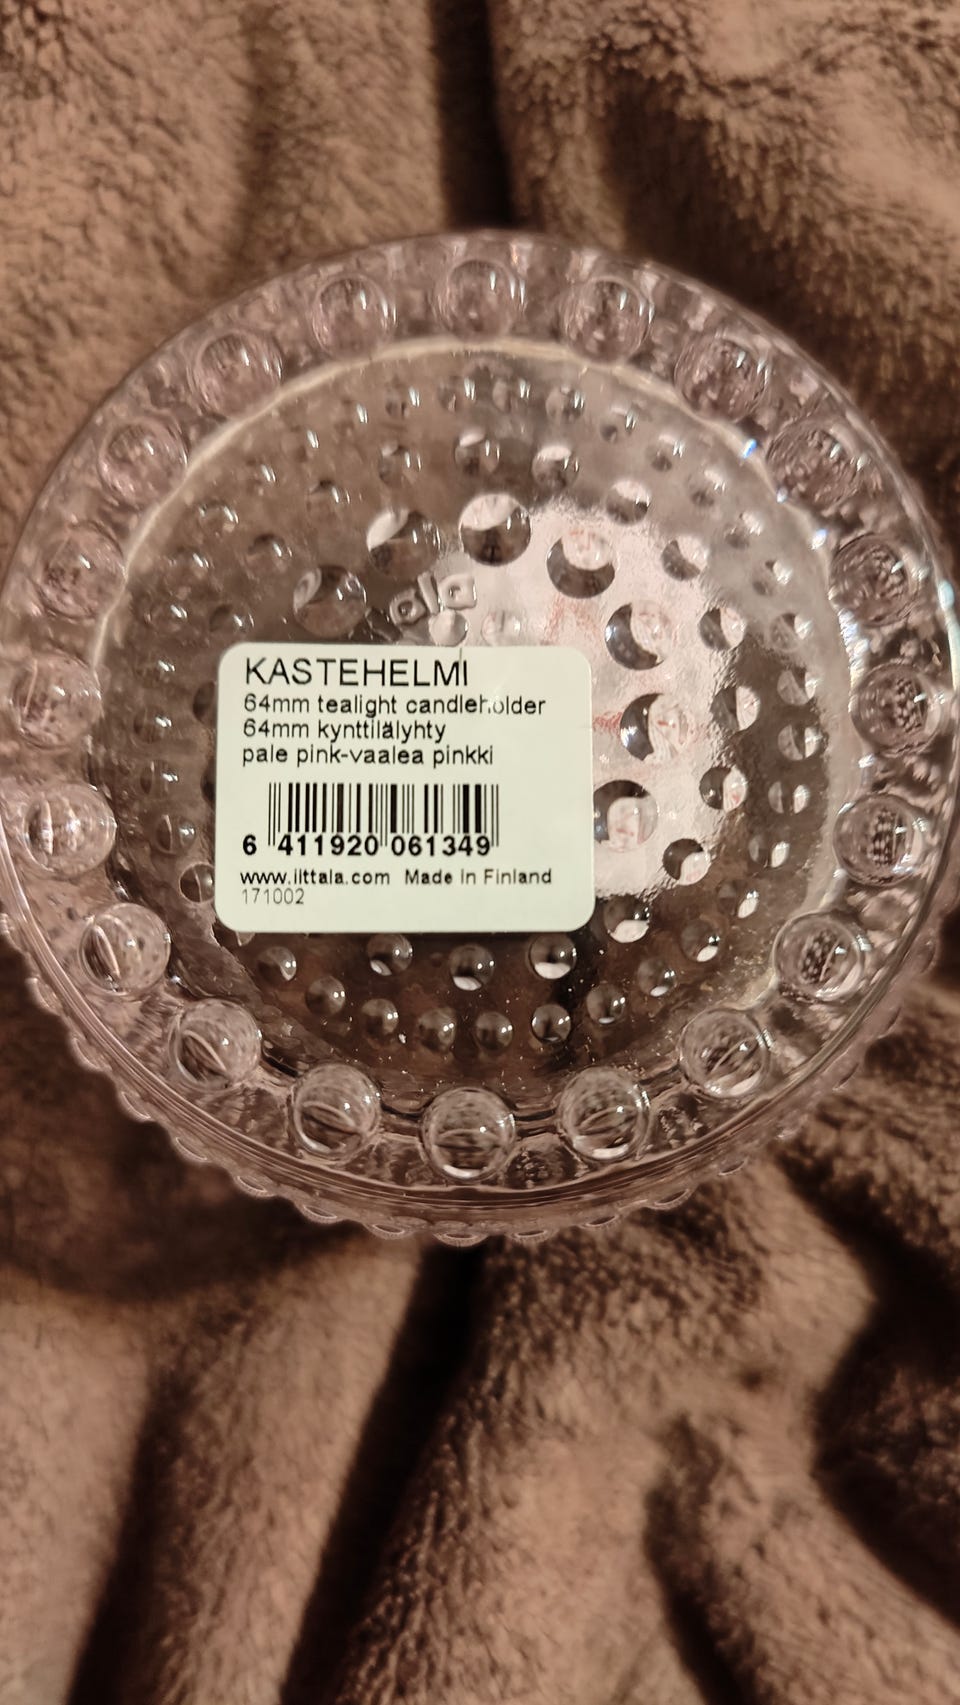 ala
KASTEHELMI
64mm tealight candleholder
64mm kynttilälyhty
pale pink-vaalea pinkki
6 411920 061349
www.iittala.com Made in Finland
171002